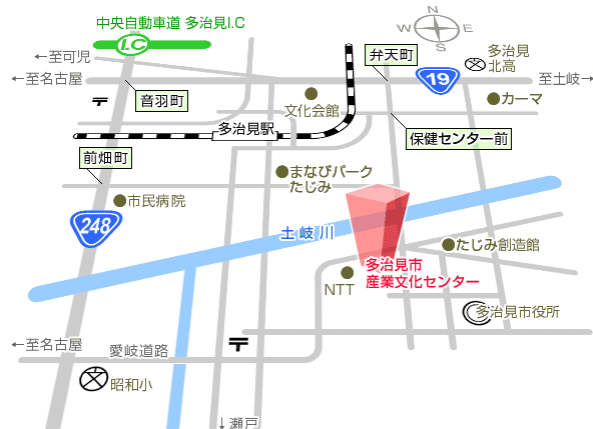 中央自動車道 多治見I.C
I.C
N
W
E
S
←至可児
←至名古屋
弁天町
多治見
北高
19
至土岐→
カーマ
音羽町
文化会館
多治見駅
保健センター前
前畑町
まなびパーク
たじみ
市民病院
248
土岐川
たじみ創造館
多治見市
産業文化センター
NTT
多治見市役所
←至名古屋
愛岐道路
昭和小
↓瀬戸